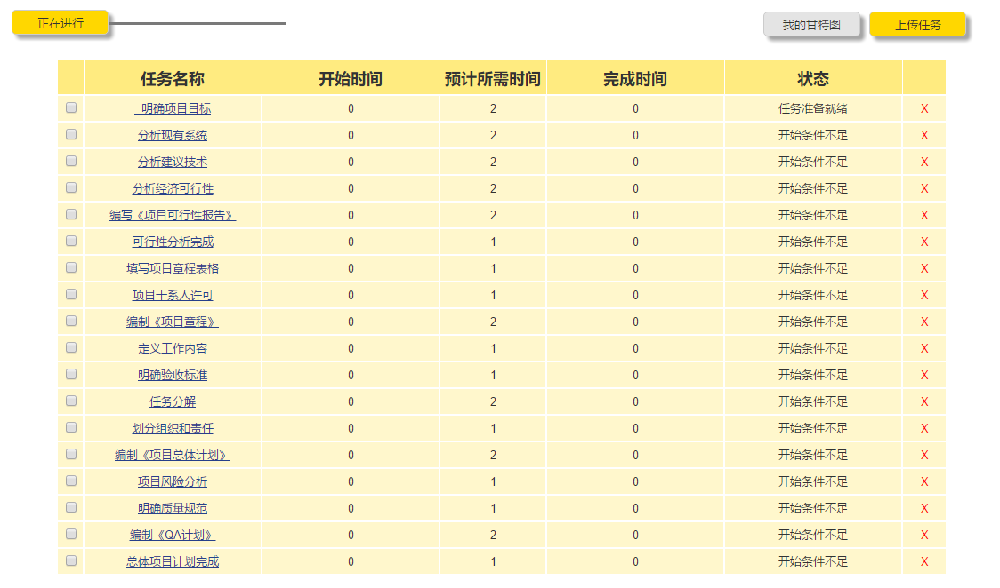 正在进行 我的甘特图 上传任务
任务名称 开始时间 预计所需时间 完成时间 状态
明确项目目标 0 2 0 任务准备就绪 X
分析现有系统 0 2 0 开始条件不足 X
分析建议技术 0 2 0 开始条件不足 X
分析经济可行性 0 2 0 开始条件不足 X
编写《项目可行性报告》 0 2 0 开始条件不足 X
可行性分析完成 0 1 0 开始条件不足 X
填写项目章程表格 0 1 0 开始条件不足 X
项目干系人许可 0 1 0 开始条件不足 X
编制《项目章程》 0 2 0 开始条件不足 X
定义工作内容 0 1 0 开始条件不足 X
明确验收标准 0 1 0 开始条件不足 X
任务分解 0 2 0 开始条件不足 X
划分组织和责任 0 1 0 开始条件不足 X
编制《项目总体计划》 0 2 0 开始条件不足 X
项目风险分析 0 1 0 开始条件不足 X
明确质量规范 0 1 0 开始条件不足 X
编制《QA计划》 0 2 0 开始条件不足 X
总体项目计划完成 0 1 0 开始条件不足 X